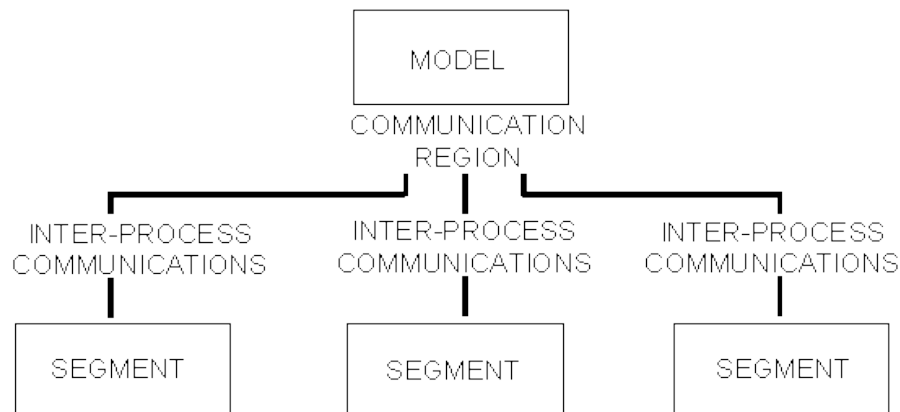 MODEL
COMMUNICATION
REGION
INTER-PROCESS
COMMUNICATIONS
INTER-PROCESS
COMMUNICATIONS
INTER-PROCESS
COMMUNICATIONS
SEGMENT
SEGMENT
SEGMENT